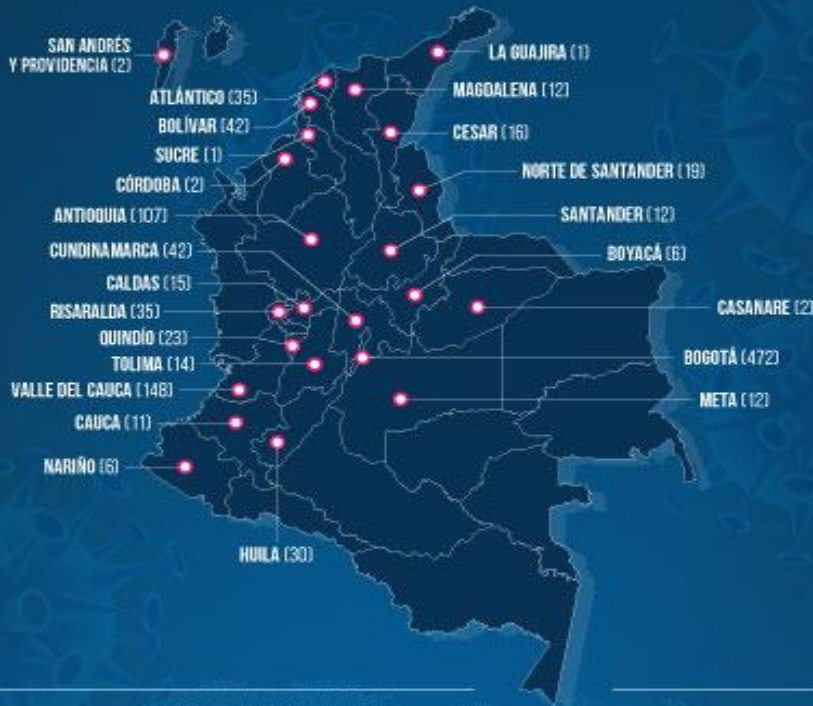 SAN ANDRÉS
Y PROVIDENCIA (2)
ATLÁNTICO (35)
BOLÍVAR (42)
SUCRE (1)
CÓRDOBA (2)
ANTIOQUIA (107)
CUNDINAMARCA (42)
CALDAS (15)
RISARALDA (35)
QUINDÍO (23)
TOLIMA (14)
VALLE DEL CAUCA (148)
CAUCA (11)
NARIÑO (6)
HUILA (30)
LA GUAJIRA (1)
MAGDALENA (12)
CESAR (16)
NORTE DE SANTANDER (19)
SANTANDER (12)
BOYACÁ (6)
CASANARE (2)
BOGOTÁ (472)
META (12)